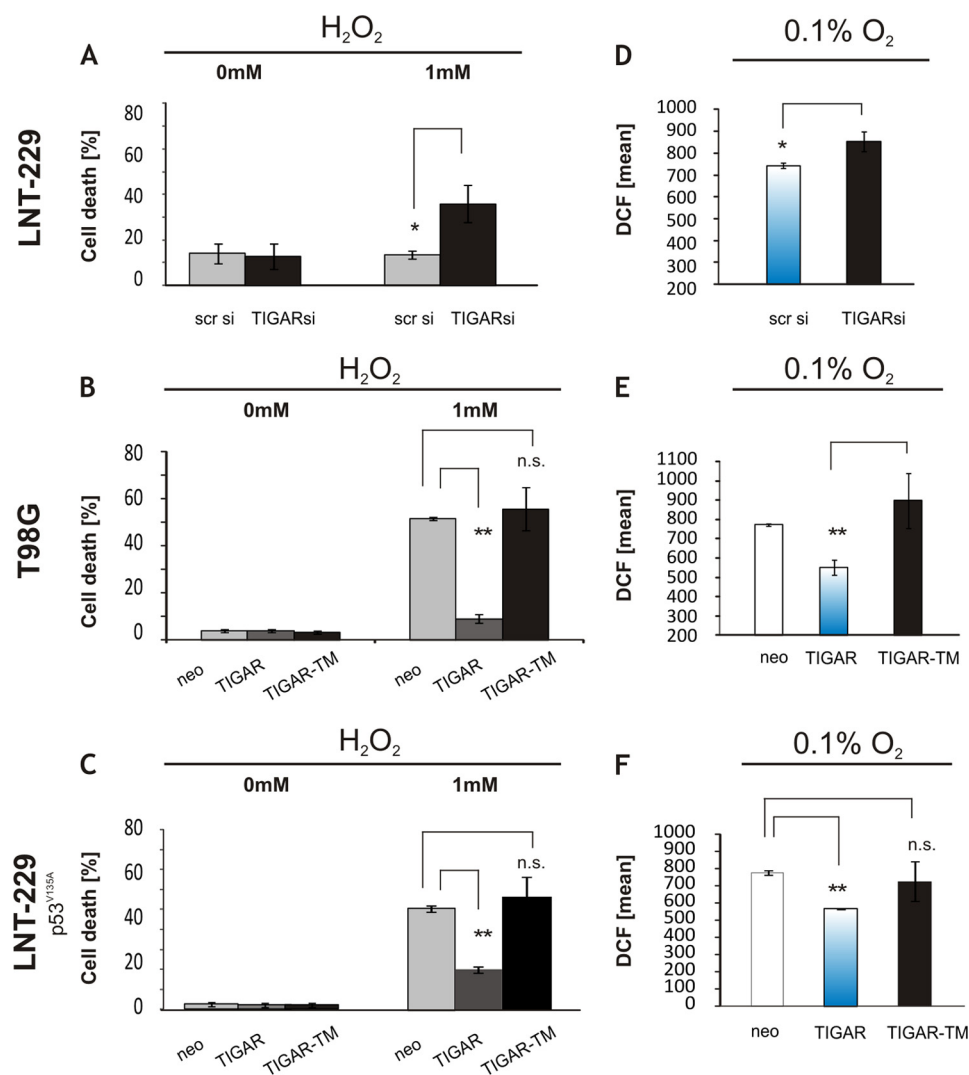 LNT-229
A
H₂O₂
0mM
1mM
Cell death [%]
80
60
40
20
0
*
scr si
TIGARsi
scr si
TIGARsi
D
0.1% O₂
DCF [mean]
1000
900
800
700
600
500
400
300
200
*
scr si
TIGARsi
T98G
B
H₂O₂
0mM
1mM
Cell death [%]
80
60
40
20
0
n.s.
**
neo
TIGAR
TIGAR-TM
neo
TIGAR
TIGAR-TM
E
0.1% O₂
DCF [mean]
1100
1000
900
800
700
600
500
400
300
200
**
neo
TIGAR
TIGAR-TM
LNT-229
p53ⱽ¹³⁵ᴬ
C
H₂O₂
0mM
1mM
Cell death [%]
80
60
40
20
0
n.s.
**
neo
TIGAR
TIGAR-TM
neo
TIGAR
TIGAR-TM
F
0.1% O₂
DCF [mean]
1000
900
800
700
600
500
400
300
200
100
0
n.s.
**
neo
TIGAR
TIGAR-TM